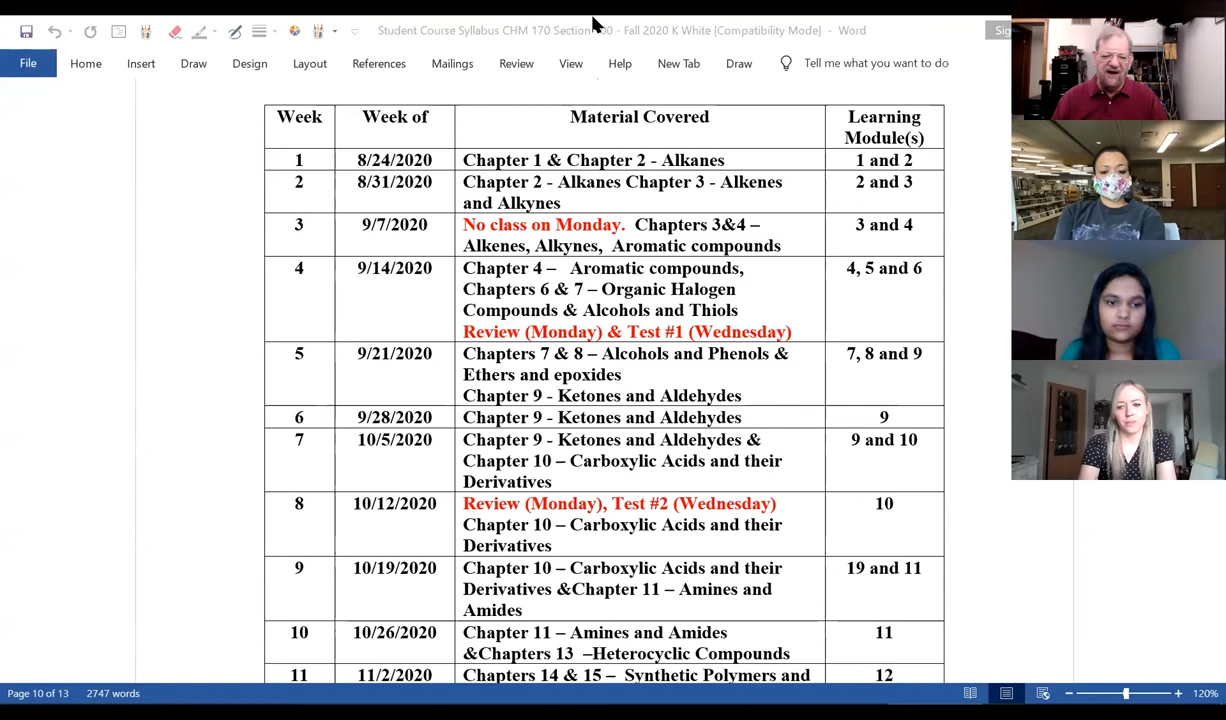 Student Course Syllabus CHM 170 Section 00 - Fall 2020 K White [Compatibility Mode] - Word
File Home Insert Draw Design Layout References Mailings Review View Help New Tab Draw Tell me what you want to do
Week Week of Material Covered Learning
Module(s)
1 8/24/2020 Chapter 1 & Chapter 2 - Alkanes 1 and 2
2 8/31/2020 Chapter 2 - Alkanes Chapter 3 - Alkenes 2 and 3
and Alkynes
3 9/7/2020 No class on Monday. Chapters 3&4 – 3 and 4
Alkenes, Alkynes, Aromatic compounds
4 9/14/2020 Chapter 4 – Aromatic compounds, 4, 5 and 6
Chapters 6 & 7 – Organic Halogen
Compounds & Alcohols and Thiols
Review (Monday) & Test #1 (Wednesday)
5 9/21/2020 Chapters 7 & 8 – Alcohols and Phenols & 7, 8 and 9
Ethers and epoxides
Chapter 9 - Ketones and Aldehydes
6 9/28/2020 Chapter 9 - Ketones and Aldehydes 9
7 10/5/2020 Chapter 9 - Ketones and Aldehydes & 9 and 10
Chapter 10 – Carboxylic Acids and their
Derivatives
8 10/12/2020 Review (Monday), Test #2 (Wednesday) 10
Chapter 10 – Carboxylic Acids and their
Derivatives
9 10/19/2020 Chapter 10 – Carboxylic Acids and their 19 and 11
Derivatives &Chapter 11 – Amines and
Amides
10 10/26/2020 Chapter 11 – Amines and Amides 11
&Chapters 13 –Heterocyclic Compounds
11 11/2/2020 Chapters 14 & 15 – Synthetic Polymers and 12
Page 10 of 13 2747 words 120%